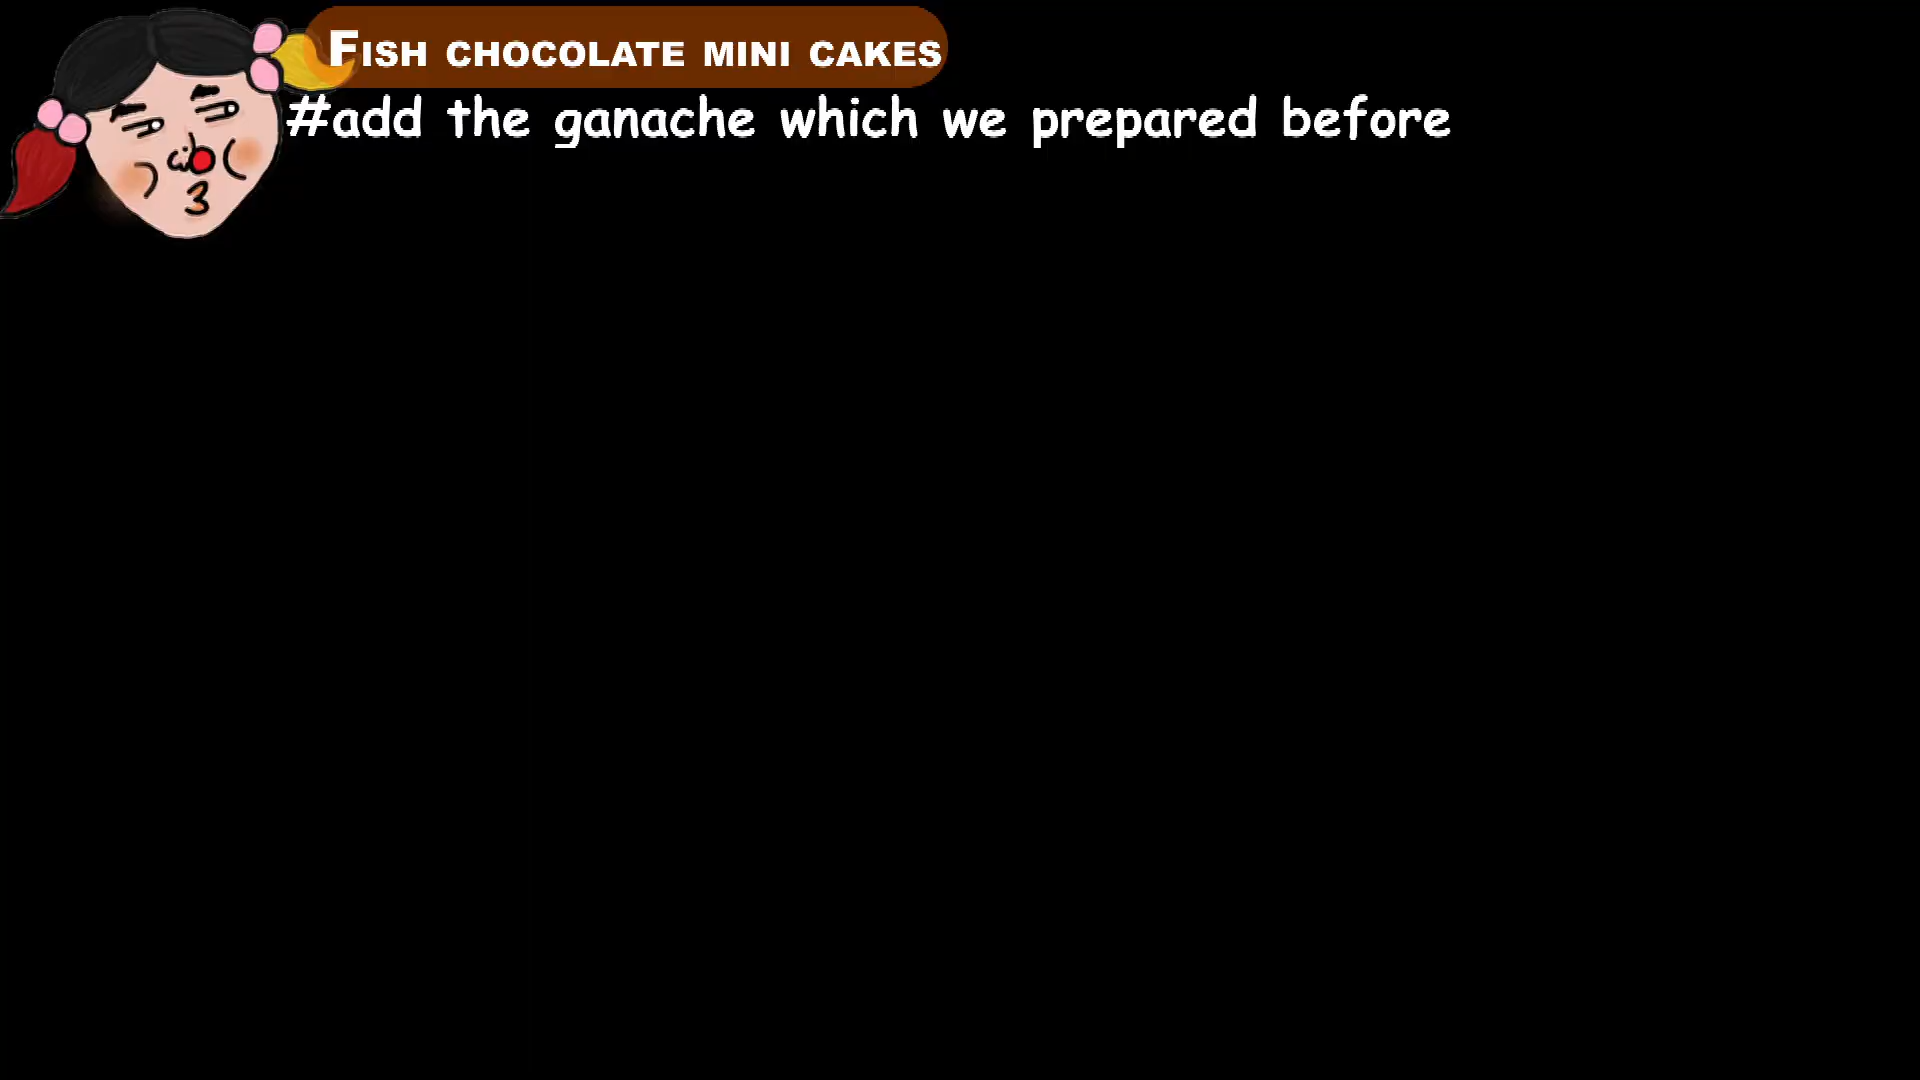 Fish chocolate mini cakes
#add the ganache which we prepared before